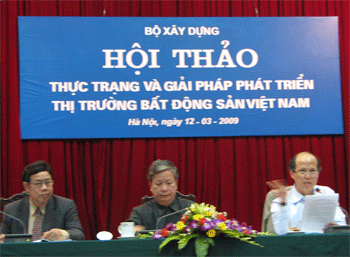 BỘ XÂY DỰNG
HỘI THẢO
THỰC TRẠNG VÀ GIẢI PHÁP PHÁT TRIỂN
THỊ TRƯỜNG BẤT ĐỘNG SẢN VIỆT NAM
Hà Nội, ngày 12 - 03 - 2009